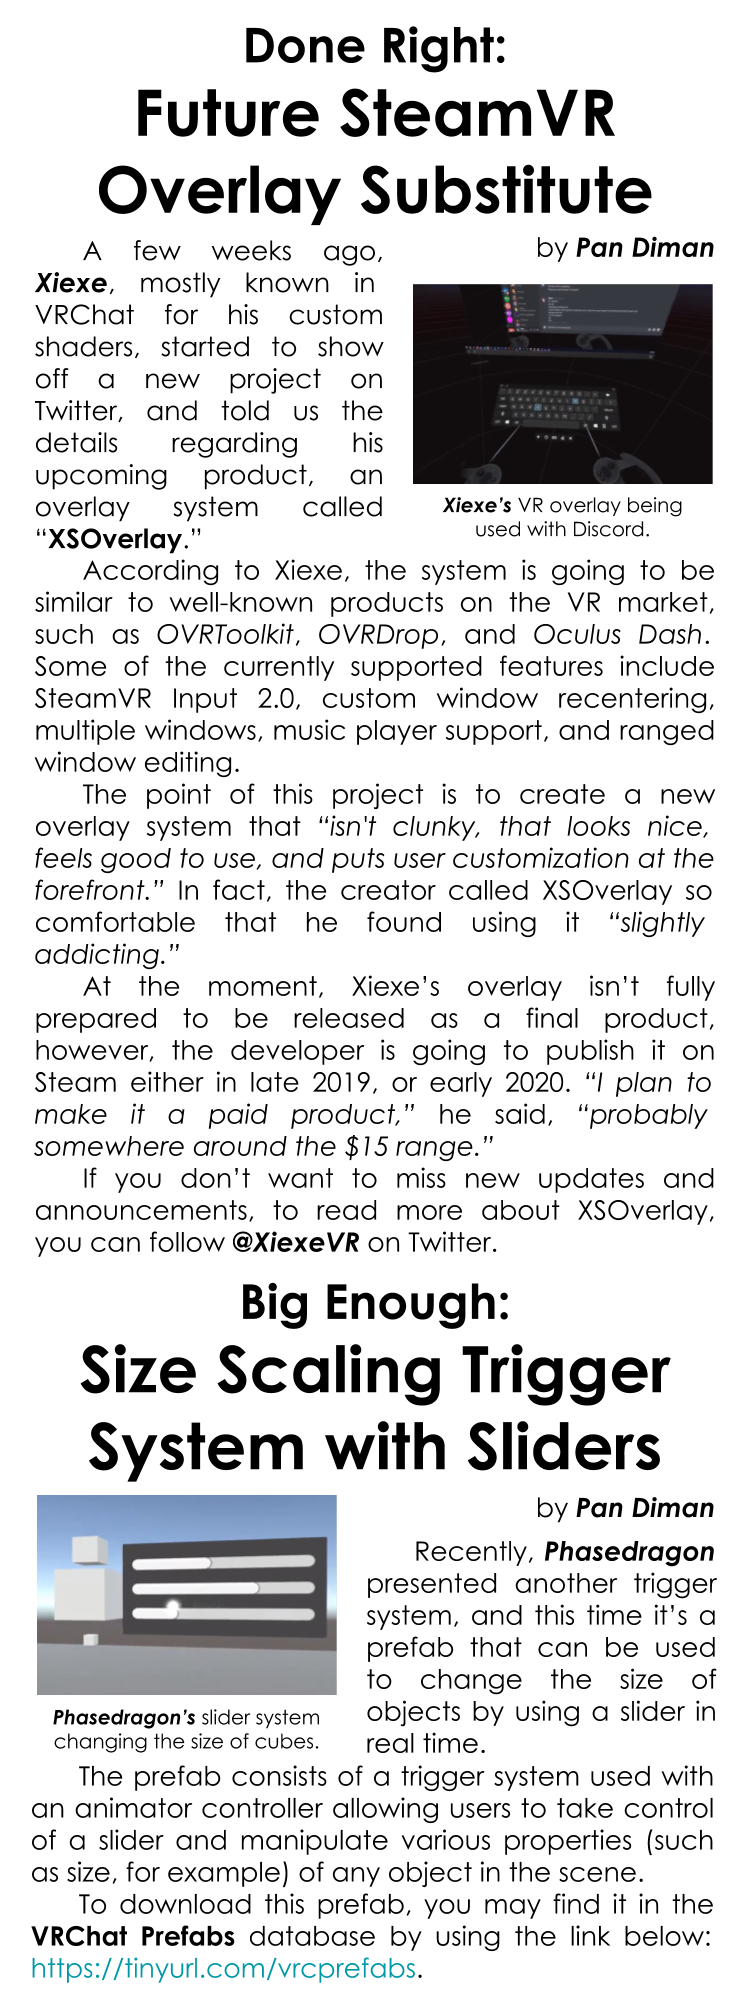 Done Right:
Future SteamVR
Overlay Substitute
by Pan Diman
A few weeks ago,
Xiexe, mostly known in
VRChat for his custom
shaders, started to show
off a new project on
Twitter, and told us the
details regarding his
upcoming product, an
overlay system called
“XSOverlay.”
Xiexe’s VR overlay being
used with Discord.
According to Xiexe, the system is going to be
similar to well-known products on the VR market,
such as OVRToolkit, OVRDrop, and Oculus Dash.
Some of the currently supported features include
SteamVR Input 2.0, custom window recentering,
multiple windows, music player support, and ranged
window editing.
The point of this project is to create a new
overlay system that “isn't clunky, that looks nice,
feels good to use, and puts user customization at the
forefront.” In fact, the creator called XSOverlay so
comfortable that he found using it “slightly
addicting.”
At the moment, Xiexe’s overlay isn’t fully
prepared to be released as a final product,
however, the developer is going to publish it on
Steam either in late 2019, or early 2020. “I plan to
make it a paid product,” he said, “probably
somewhere around the $15 range.”
If you don’t want to miss new updates and
announcements, to read more about XSOverlay,
you can follow @XiexeVR on Twitter.
Big Enough:
Size Scaling Trigger
System with Sliders
by Pan Diman
Phasedragon’s slider system
changing the size of cubes.
Recently, Phasedragon
presented another trigger
system, and this time it’s a
prefab that can be used
to change the size of
objects by using a slider in
real time.
The prefab consists of a trigger system used with
an animator controller allowing users to take control
of a slider and manipulate various properties (such
as size, for example) of any object in the scene.
To download this prefab, you may find it in the
VRChat Prefabs database by using the link below:
https://tinyurl.com/vrcprefabs.